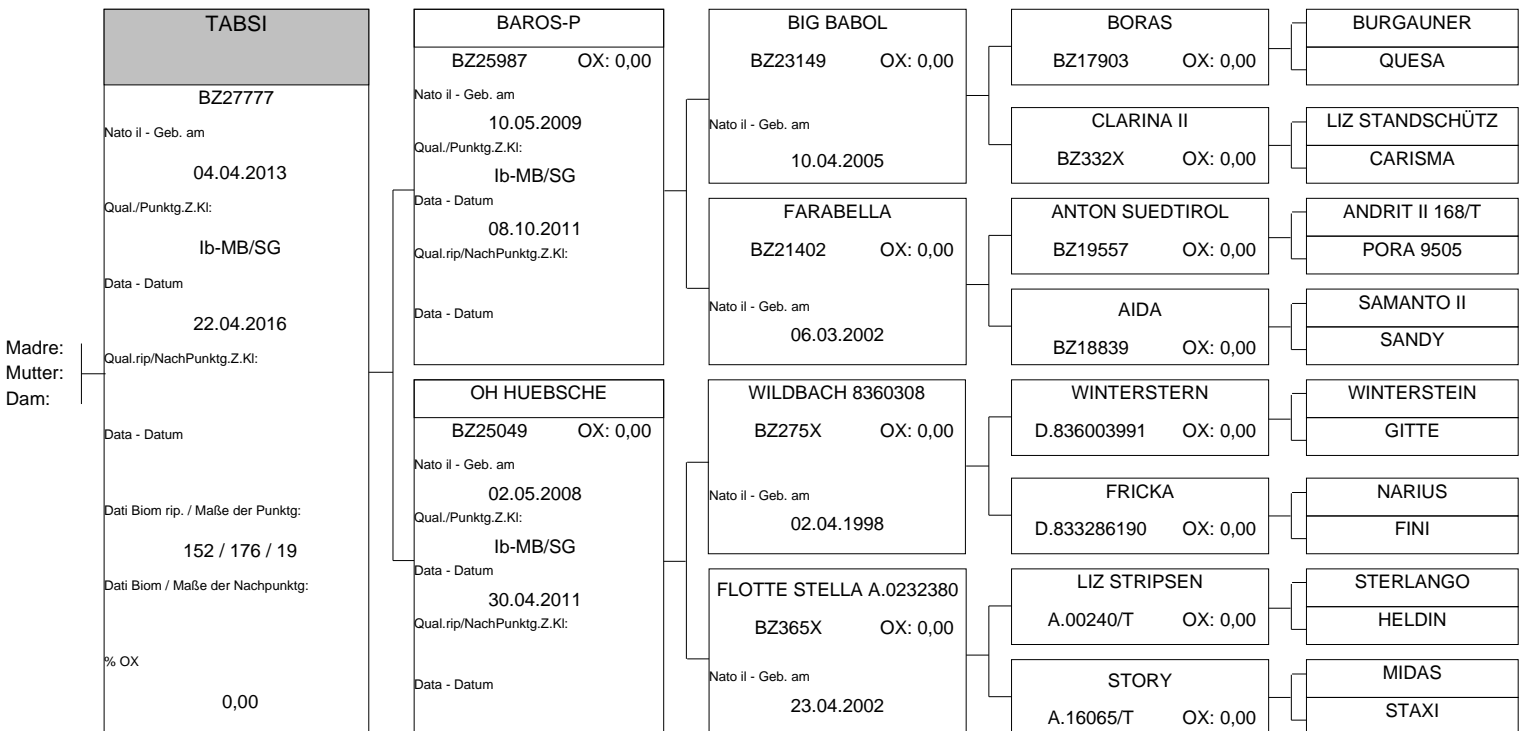 Madre:
Mutter:
Dam:
TABSI
BZ27777
Nato il - Geb. am
04.04.2013
Qual./Punktg.Z.Kl:
Ib-MB/SG
Data - Datum
22.04.2016
Qual.rip/NachPunktg.Z.Kl:
Data - Datum
Dati Biom rip. / Maße der Punktg:
152 / 176 / 19
Dati Biom / Maße der Nachpunktg:
% OX
0,00
BAROS-P
BZ25987 OX: 0,00
Nato il - Geb. am
10.05.2009
Qual./Punktg.Z.Kl:
Ib-MB/SG
Data - Datum
08.10.2011
Qual.rip/NachPunktg.Z.Kl:
Data - Datum
OH HUEBSCHE
BZ25049 OX: 0,00
Nato il - Geb. am
02.05.2008
Qual./Punktg.Z.Kl:
Ib-MB/SG
Data - Datum
30.04.2011
Qual.rip/NachPunktg.Z.Kl:
Data - Datum
BIG BABOL
BZ23149 OX: 0,00
Nato il - Geb. am
10.04.2005
FARABELLA
BZ21402 OX: 0,00
Nato il - Geb. am
06.03.2002
WILDBACH 8360308
BZ275X OX: 0,00
Nato il - Geb. am
02.04.1998
FLOTTE STELLA A.0232380
BZ365X OX: 0,00
Nato il - Geb. am
23.04.2002
BORAS
BZ17903 OX: 0,00
CLARINA II
BZ332X OX: 0,00
ANTON SUEDTIROL
BZ19557 OX: 0,00
AIDA
BZ18839 OX: 0,00
WINTERSTERN
D.836003991 OX: 0,00
FRICKA
D.833286190 OX: 0,00
LIZ STRIPSEN
A.00240/T OX: 0,00
STORY
A.16065/T OX: 0,00
BURGAUNER
QUESA
LIZ STANDSCHÜTZ
CARISMA
ANDRIT II 168/T
PORA 9505
SAMANTO II
SANDY
WINTERSTEIN
GITTE
NARIUS
FINI
STERLANGO
HELDIN
MIDAS
STAXI